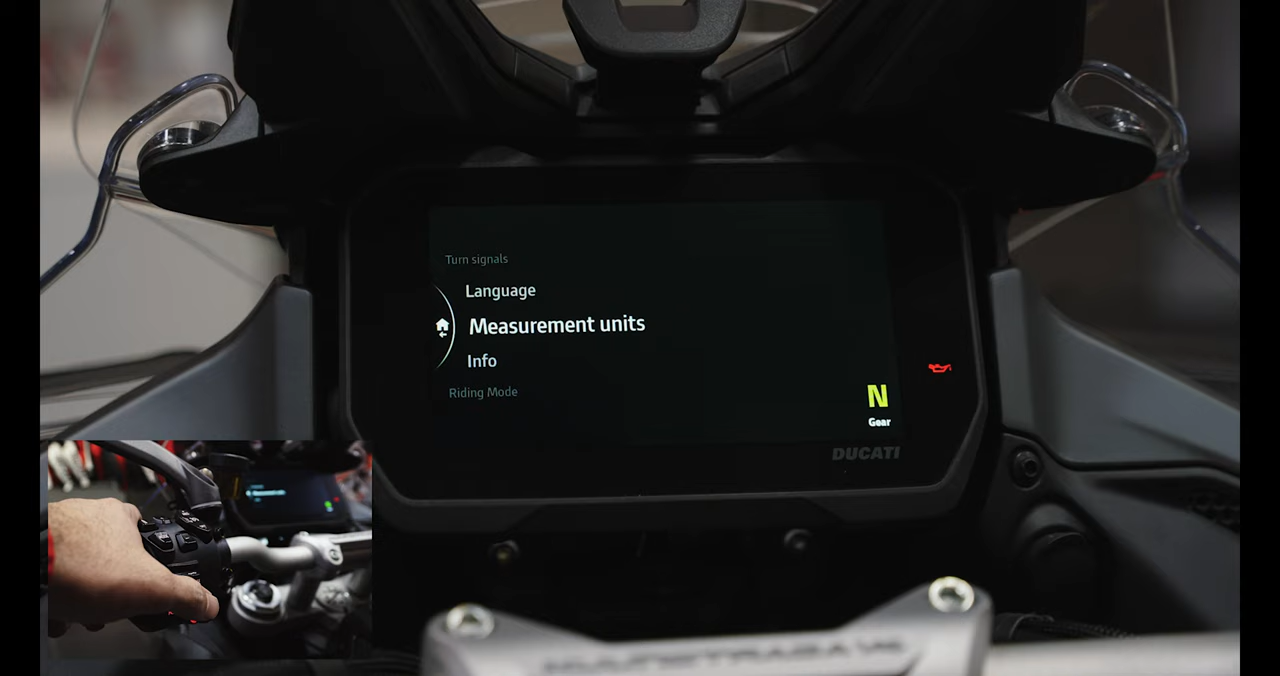 Turn signals
Language
Measurement units
Info
Riding Mode
N
Gear
DUCATI